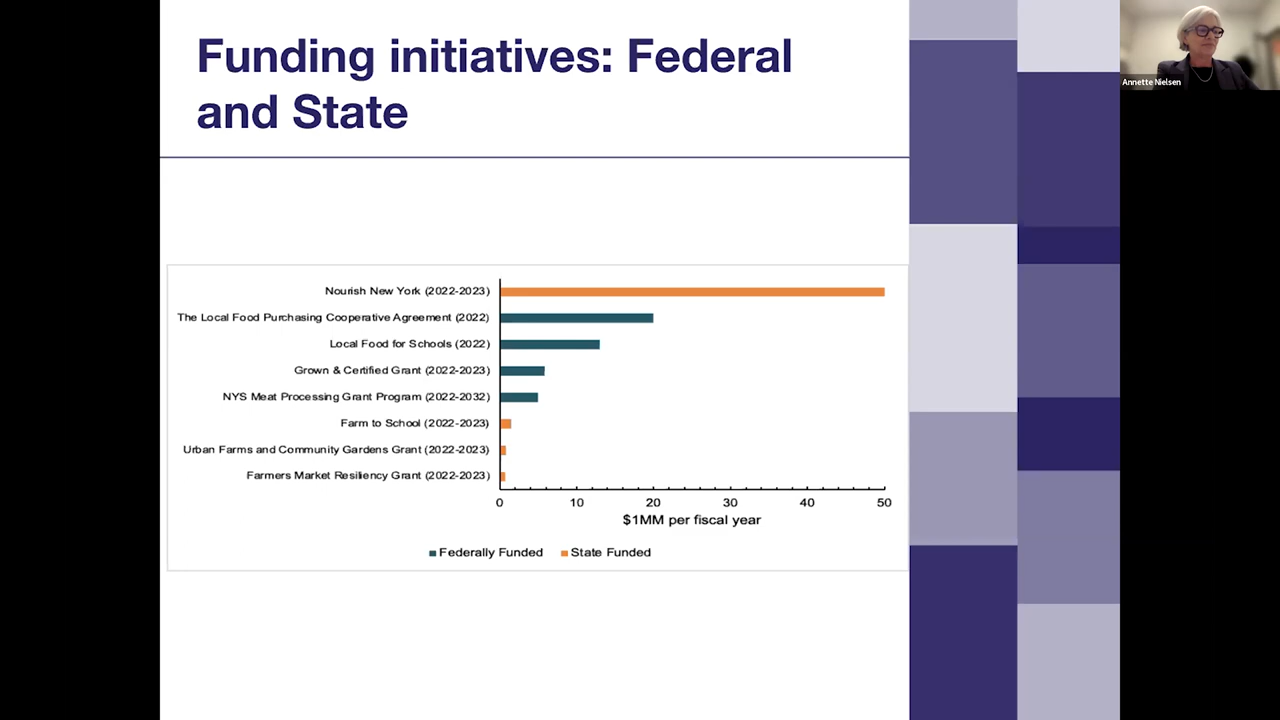 Funding initiatives: Federal
and State
Annette Nielsen
Nourish New York (2022-2023)
The Local Food Purchasing Cooperative Agreement (2022)
Local Food for Schools (2022)
Grown & Certified Grant (2022-2023)
NYS Meat Processing Grant Program (2022-2032)
Farm to School (2022-2023)
Urban Farms and Community Gardens Grant (2022-2023)
Farmers Market Resiliency Grant (2022-2023)
0 10 20 30 40 50
$1MM per fiscal year
Federally Funded State Funded